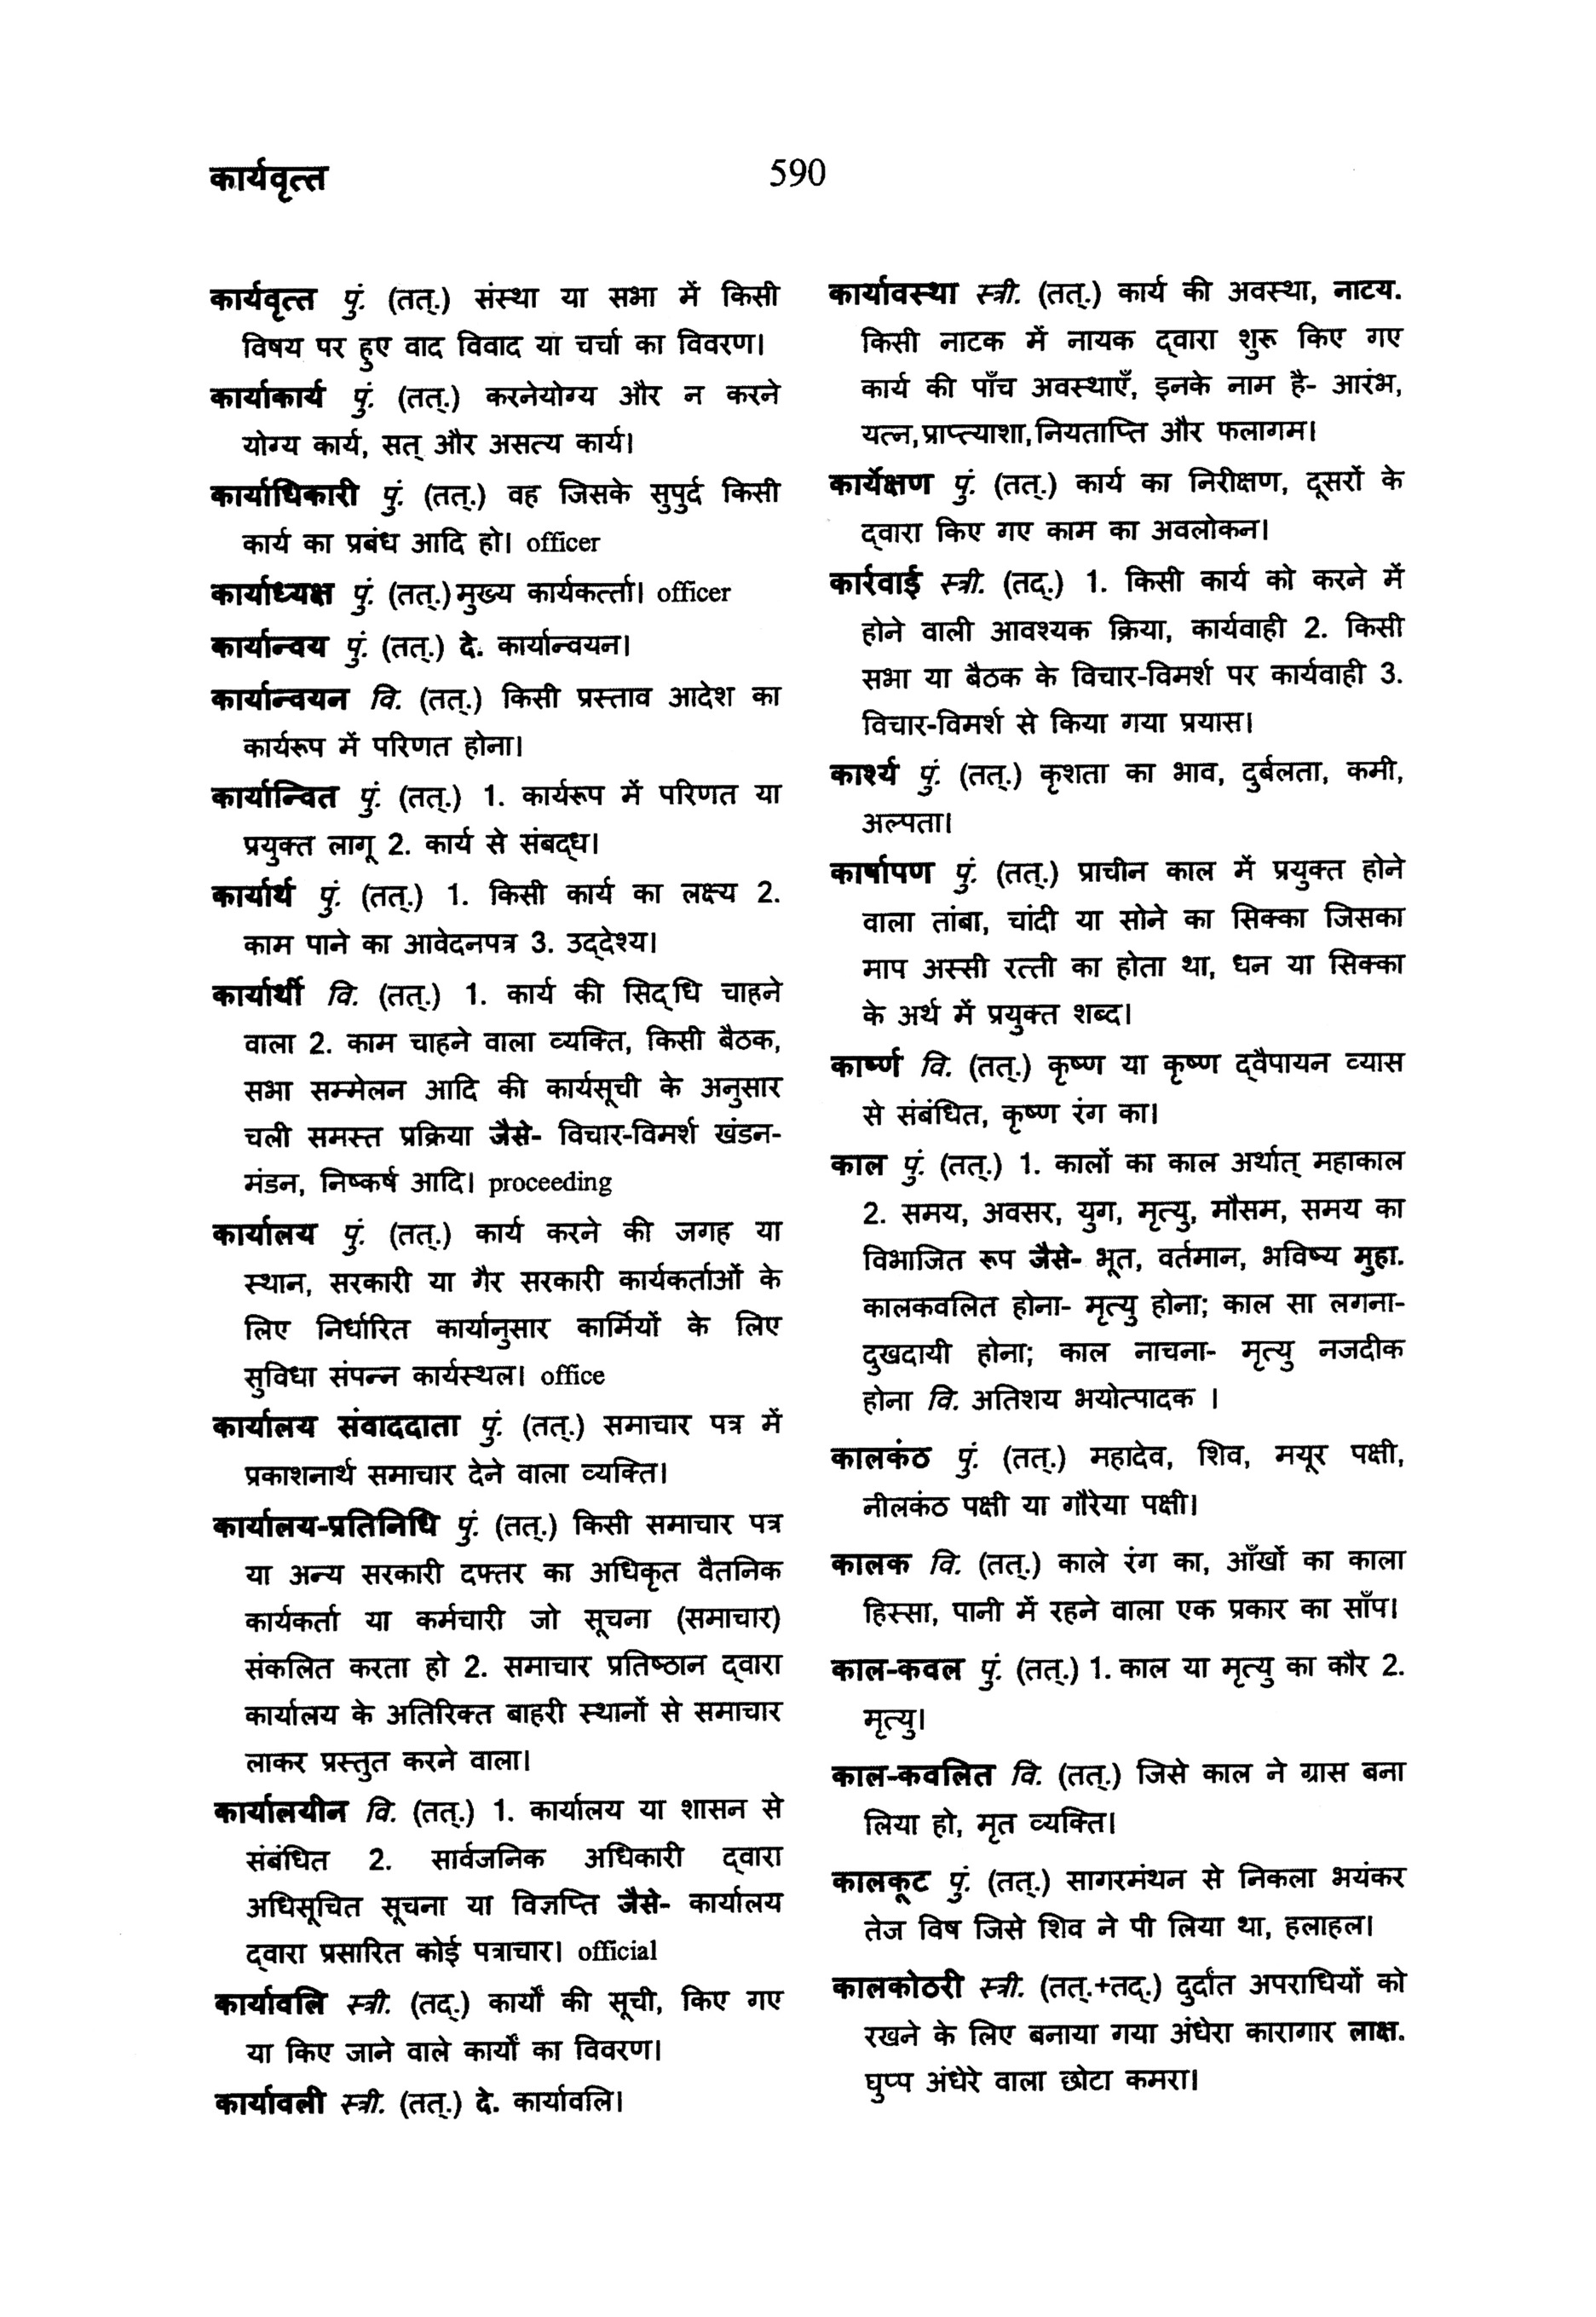 कार्यवृत्त
590
कार्यवृत्त पुं. (तत्.) संस्था या सभा में किसी
विषय पर हुए वाद विवाद या चर्चा का विवरण।
कार्याकार्य पुं. (तत्.) करनेयोग्य और न करने
योग्य कार्य, सत् और असत्य कार्य।
कार्याधिकारी पुं. (तत्.) वह जिसके सुपुर्द किसी
कार्य का प्रबंध आदि हो। officer
कार्याध्यक्ष पुं. (तत्.) मुख्य कार्यकर्त्ता। officer
कार्यान्वय पुं. (तत्.) दे. कार्यान्वयन।
कार्यान्वयन वि. (तत्.) किसी प्रस्ताव आदेश का
कार्यरूप में परिणत होना।
कार्यान्वित पुं. (तत्.) 1. कार्यरूप में परिणत या
प्रयुक्त लागू 2. कार्य से संबद्ध।
कार्यार्थ पुं. (तत्.) 1. किसी कार्य का लक्ष्य 2.
काम पाने का आवेदनपत्र 3. उद्देश्य।
कार्यार्थी वि. (तत्.) 1. कार्य की सिद्धि चाहने
वाला 2. काम चाहने वाला व्यक्ति, किसी बैठक,
सभा सम्मेलन आदि की कार्यसूची के अनुसार
चली समस्त प्रक्रिया जैसे- विचार-विमर्श खंडन-
मंडन, निष्कर्ष आदि। proceeding
कार्यालय पुं. (तत्.) कार्य करने की जगह या
स्थान, सरकारी या गैर सरकारी कार्यकर्ताओं के
लिए निर्धारित कार्यानुसार कार्मियों के लिए
सुविधा संपन्न कार्यस्थल। office
कार्यालय संवाददाता पुं. (तत्.) समाचार पत्र में
प्रकाशनार्थ समाचार देने वाला व्यक्ति।
कार्यालय-प्रतिनिधि पुं. (तत्.) किसी समाचार पत्र
या अन्य सरकारी दफ्तर का अधिकृत वैतनिक
कार्यकर्ता या कर्मचारी जो सूचना (समाचार)
संकलित करता हो 2. समाचार प्रतिष्ठान द्वारा
कार्यालय के अतिरिक्त बाहरी स्थानों से समाचार
लाकर प्रस्तुत करने वाला।
कार्यालयीन वि. (तत्.) 1. कार्यालय या शासन से
संबंधित 2. सार्वजनिक अधिकारी द्वारा
अधिसूचित सूचना या विज्ञप्ति जैसे- कार्यालय
द्वारा प्रसारित कोई पत्राचार। official
कार्यावलि स्त्री. (तद्.) कार्यों की सूची, किए गए
या किए जाने वाले कार्यों का विवरण।
कार्यावली स्त्री. (तत्.) दे. कार्यावलि।
कार्यावस्था स्त्री. (तत्.) कार्य की अवस्था, नाटय.
किसी नाटक में नायक द्वारा शुरू किए गए
कार्य की पाँच अवस्थाएँ, इनके नाम है- आरंभ,
यत्न, प्राप्त्याशा, नियताप्ति और फलागम।
कार्येक्षण पुं. (तत्.) कार्य का निरीक्षण, दूसरों के
द्वारा किए गए काम का अवलोकन।
कार्रवाई स्त्री. (तद्.) 1. किसी कार्य को करने में
होने वाली आवश्यक क्रिया, कार्यवाही 2. किसी
सभा या बैठक के विचार-विमर्श पर कार्यवाही 3.
विचार-विमर्श से किया गया प्रयास।
कार्श्य पुं. (तत्.) कृशता का भाव, दुर्बलता, कमी,
अल्पता।
कार्षापण पुं. (तत्.) प्राचीन काल में प्रयुक्त होने
वाला तांबा, चांदी या सोने का सिक्का जिसका
माप अस्सी रत्ती का होता था, धन या सिक्का
के अर्थ में प्रयुक्त शब्द।
कार्ष्ण वि. (तत्.) कृष्ण या कृष्ण द्वैपायन व्यास
से संबंधित, कृष्ण रंग का।
काल पुं. (तत्.) 1. कालों का काल अर्थात् महाकाल
2. समय, अवसर, युग, मृत्यु, मौसम, समय का
विभाजित रूप जैसे- भूत, वर्तमान, भविष्य मुहा.
कालकवलित होना- मृत्यु होना; काल सा लगना-
दुखदायी होना; काल नाचना- मृत्यु नजदीक
होना वि. अतिशय भयोत्पादक ।
कालकंठ पुं. (तत्.) महादेव, शिव, मयूर पक्षी,
नीलकंठ पक्षी या गौरेया पक्षी।
कालक वि. (तत्.) काले रंग का, आँखों का काला
हिस्सा, पानी में रहने वाला एक प्रकार का साँप।
काल-कवल पुं. (तत्.) 1. काल या मृत्यु का कौर 2.
मृत्यु।
काल-कवलित वि. (तत्.) जिसे काल ने ग्रास बना
लिया हो, मृत व्यक्ति।
कालकूट पुं. (तत्.) सागरमंथन से निकला भयंकर
तेज विष जिसे शिव ने पी लिया था, हलाहल।
कालकोठरी स्त्री. (तत्.+तद्.) दुर्दांत अपराधियों को
रखने के लिए बनाया गया अंधेरा कारागार लाक्ष.
घुप्प अंधेरे वाला छोटा कमरा।